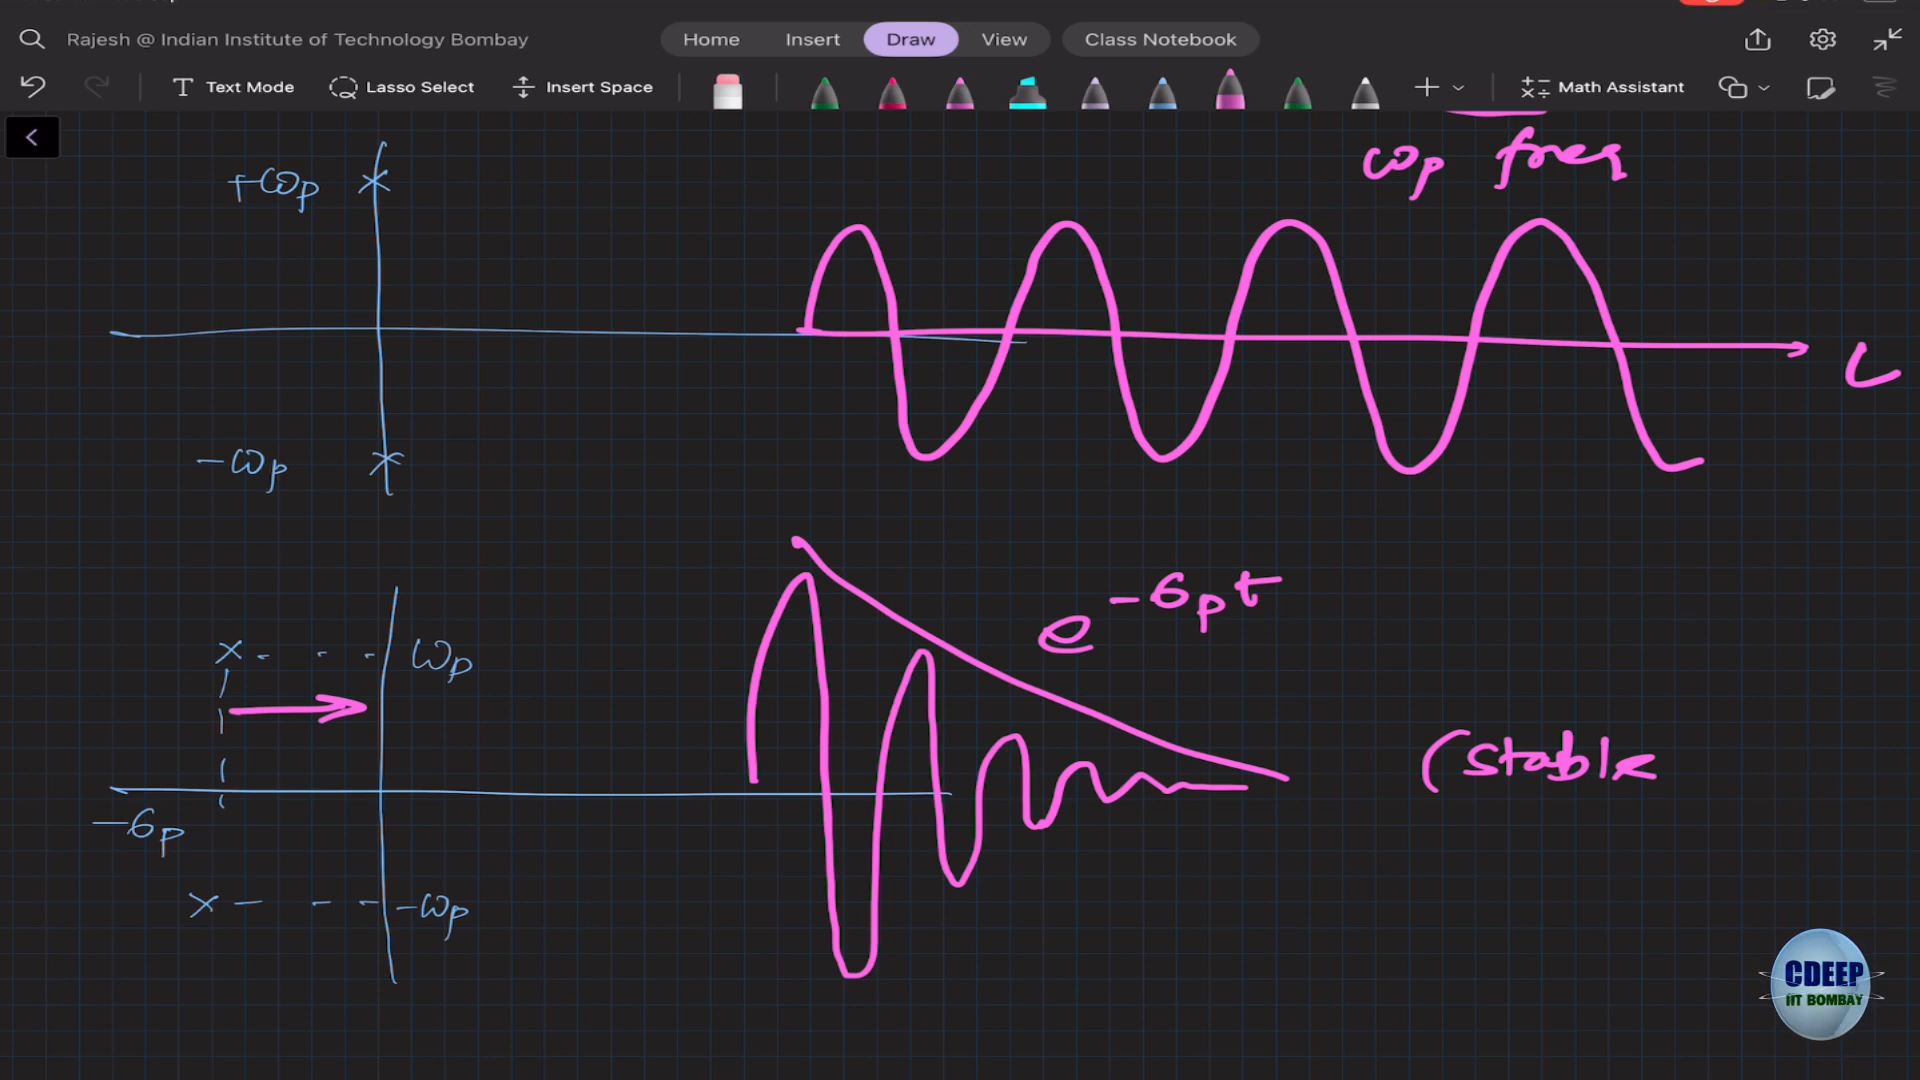 Rajesh @ Indian Institute of Technology Bombay
Home Insert Draw View Class Notebook
Text Mode Lasso Select Insert Space Math Assistant
ωp freq
+ωp
-ωp
e^{-σpt}
ωp
(stable
-σp
-ωp
CDEEP
IIT BOMBAY